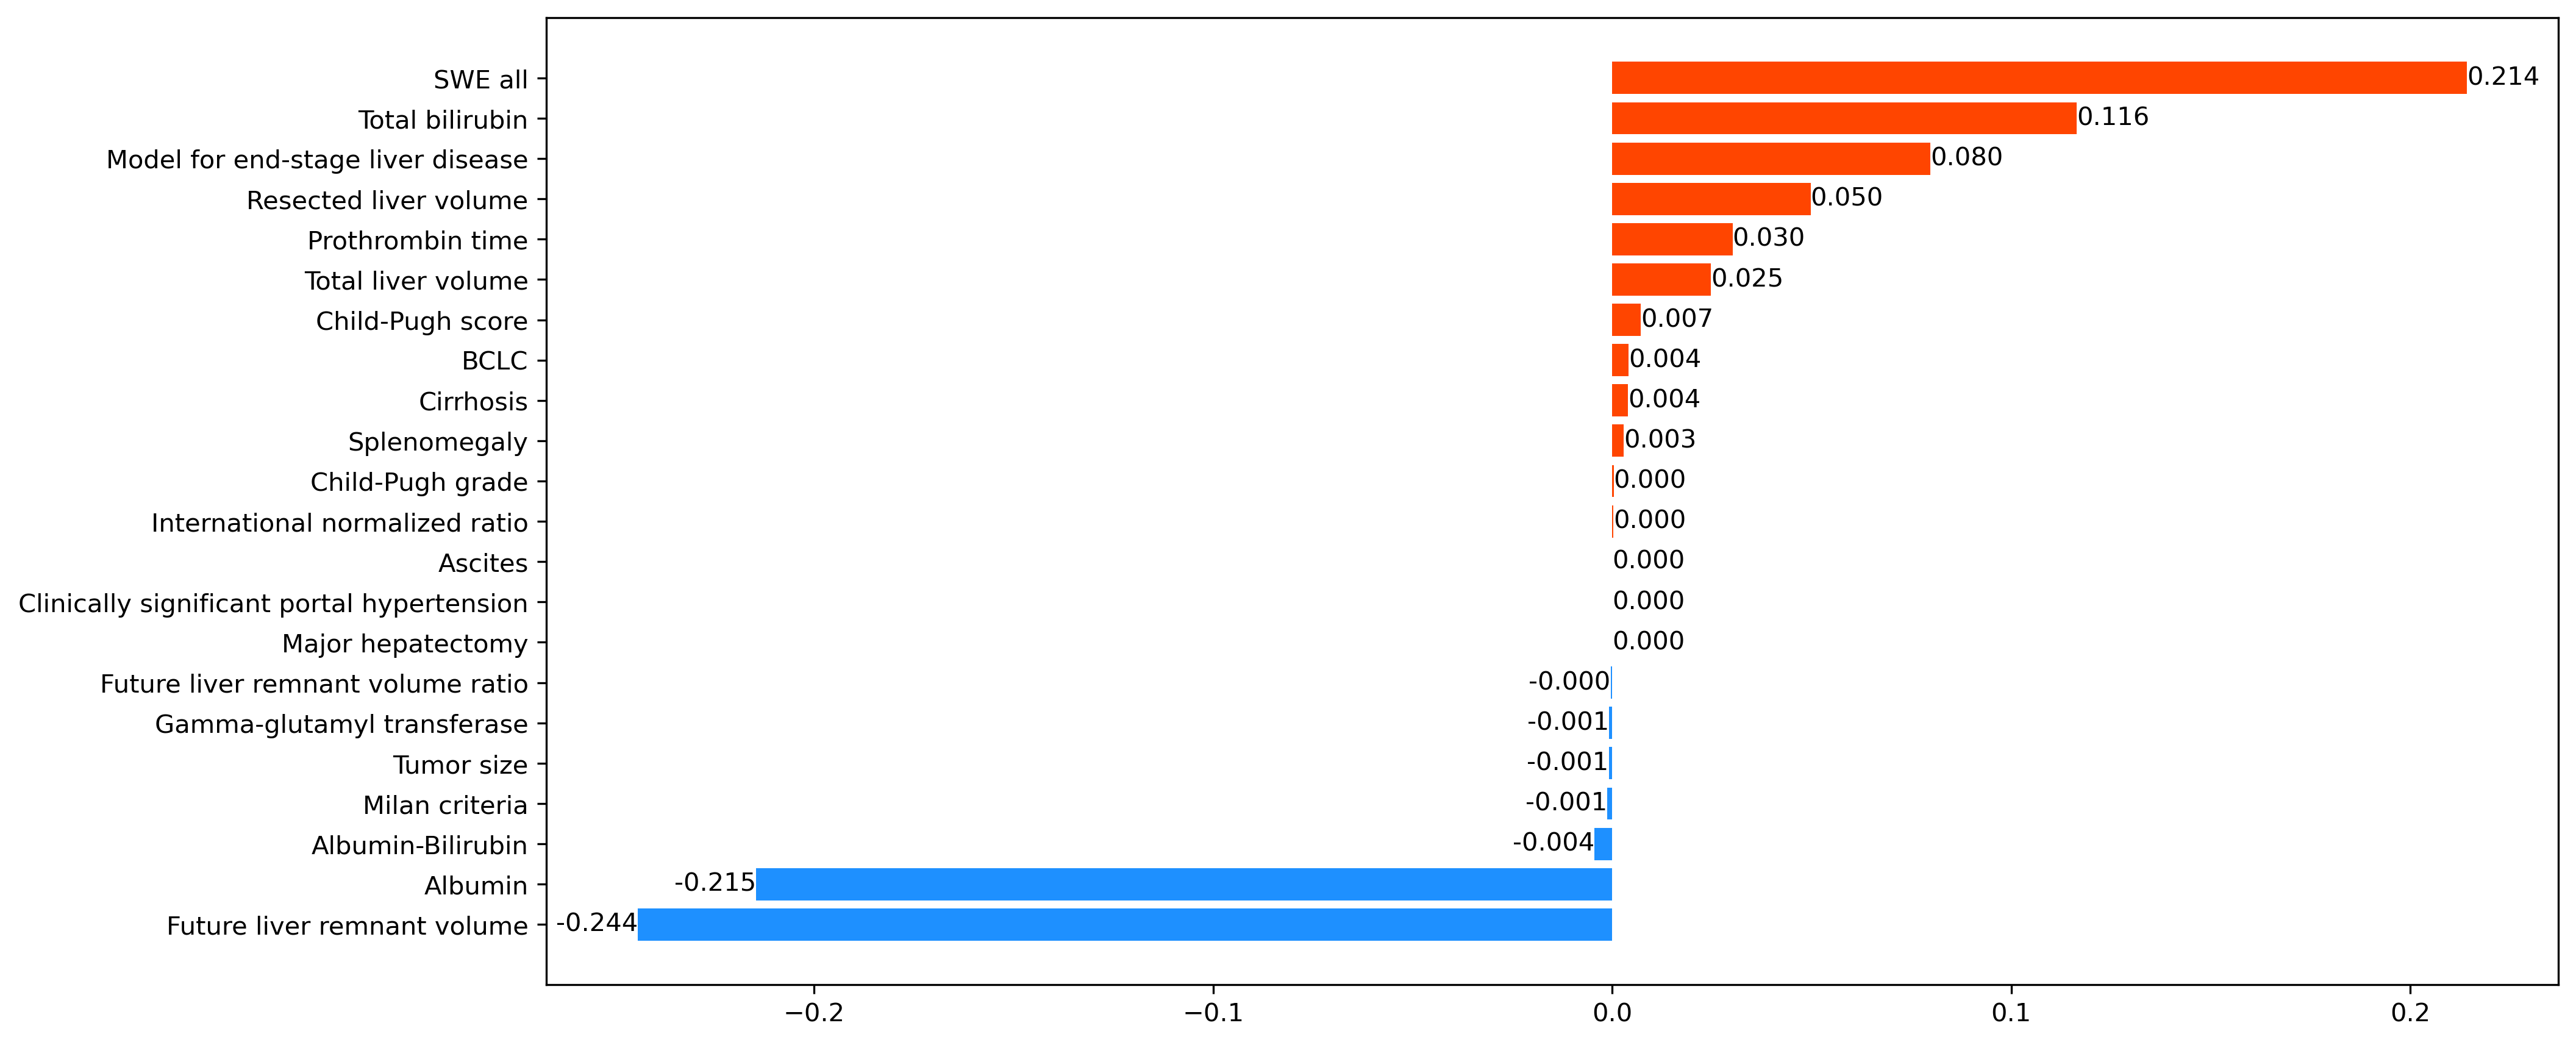 SWE all 0.214
Total bilirubin 0.116
Model for end-stage liver disease 0.080
Resected liver volume 0.050
Prothrombin time 0.030
Total liver volume 0.025
Child-Pugh score 0.007
BCLC 0.004
Cirrhosis 0.004
Splenomegaly 0.003
Child-Pugh grade 0.000
International normalized ratio 0.000
Ascites 0.000
Clinically significant portal hypertension 0.000
Major hepatectomy 0.000
Future liver remnant volume ratio -0.000
Gamma-glutamyl transferase -0.001
Tumor size -0.001
Milan criteria -0.001
Albumin-Bilirubin -0.004
Albumin -0.215
Future liver remnant volume -0.244
−0.2 −0.1 0.0 0.1 0.2